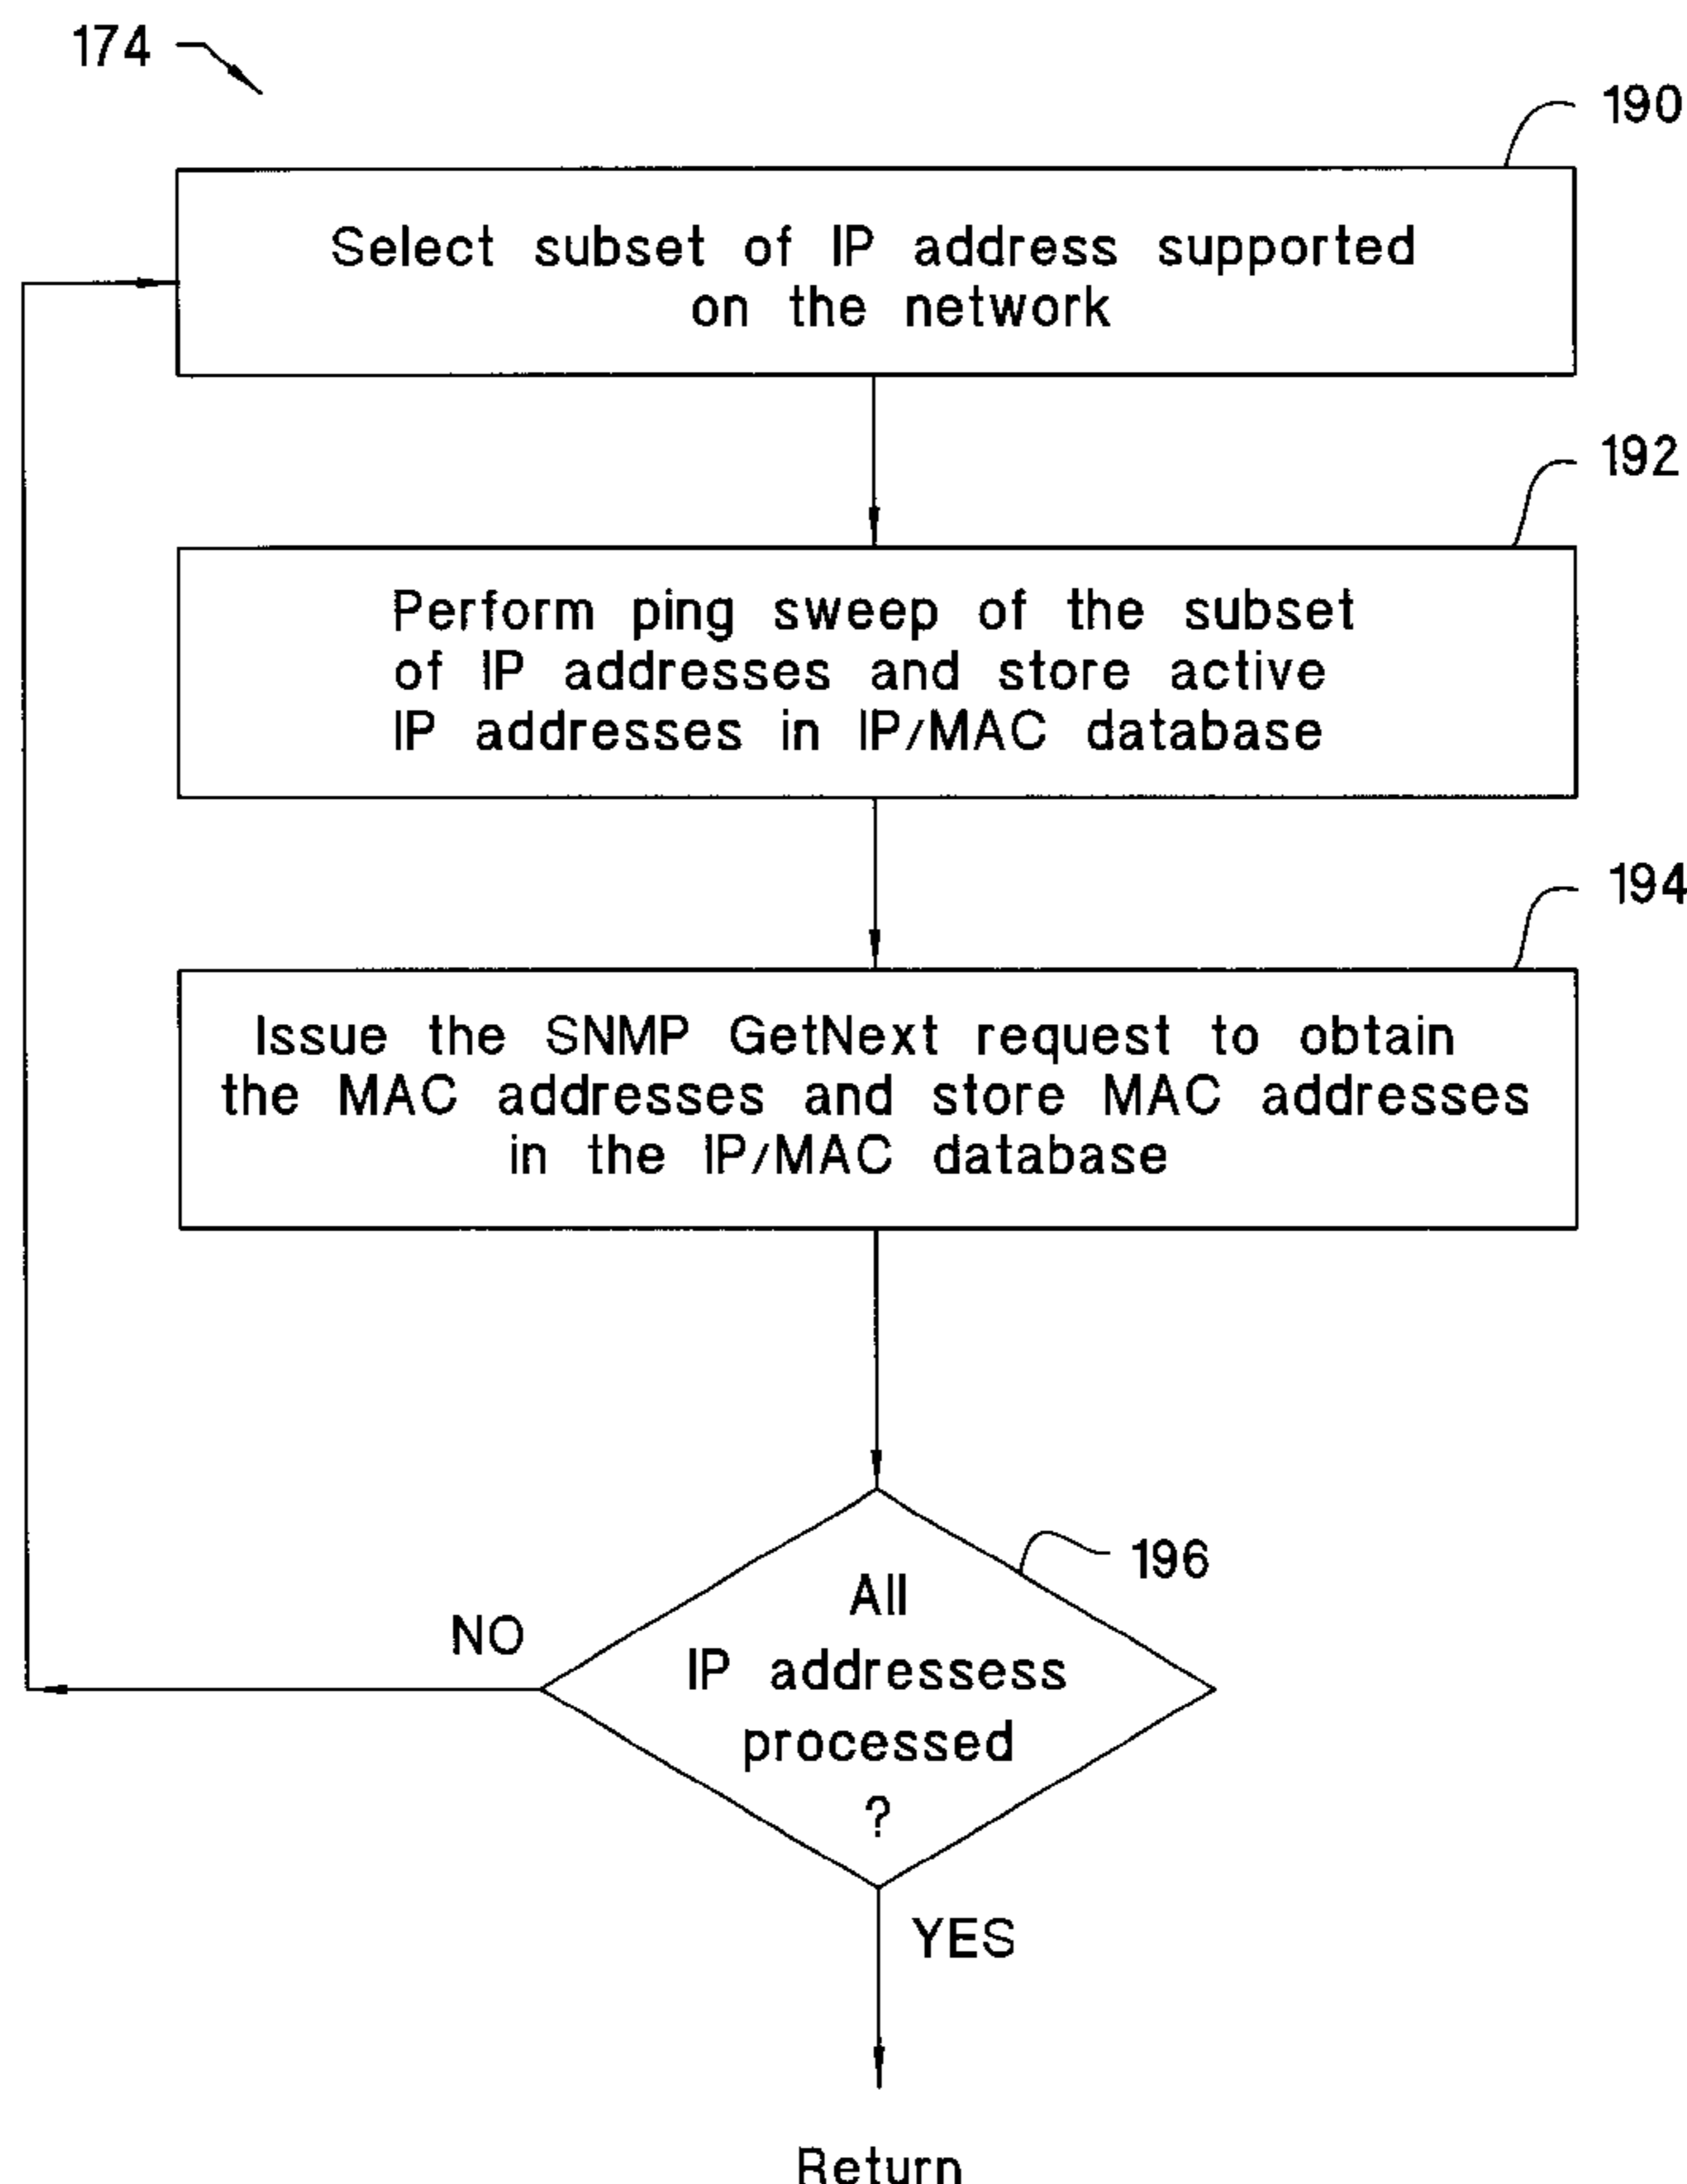 174
190
Select subset of IP address supported
on the network
192
Perform ping sweep of the subset
of IP addresses and store active
IP addresses in IP/MAC database
194
Issue the SNMP GetNext request to obtain
the MAC addresses and store MAC addresses
in the IP/MAC database
196
All
IP addressess
processed
?
NO
YES
Return